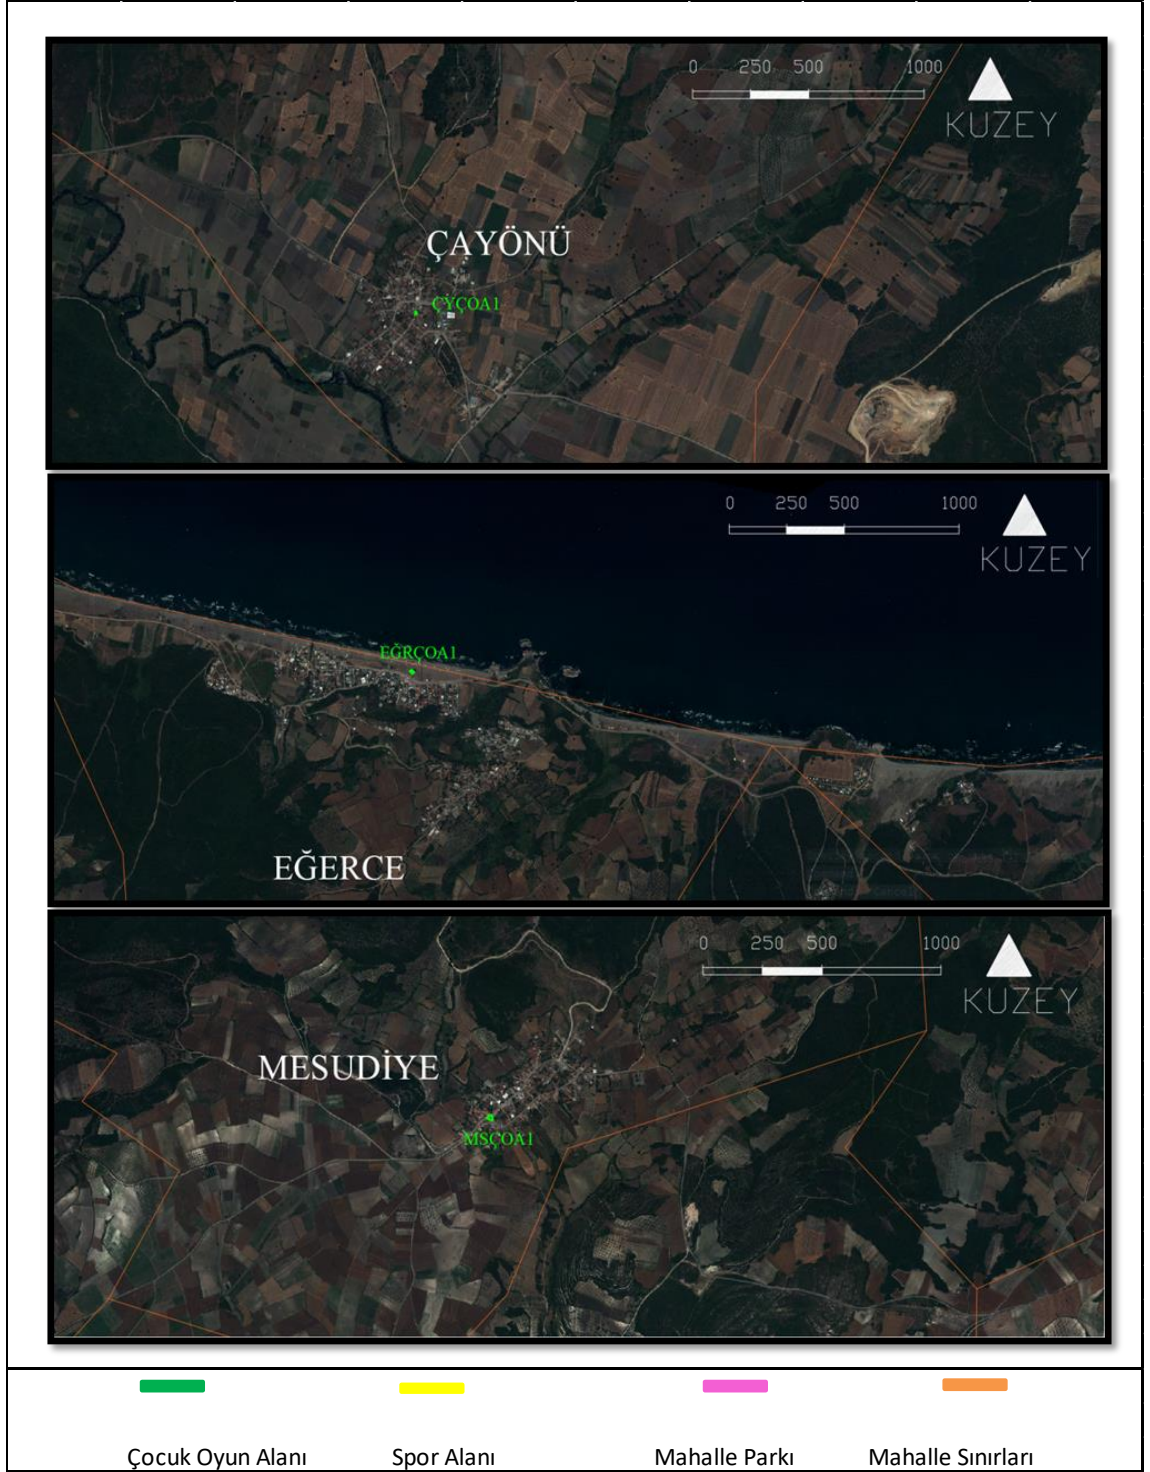 0 250 500 1000
KUZEY
ÇAYÖNÜ
ÇYÇOA1
0 250 500 1000
KUZEY
EĞRÇOA1
EĞERCE
0 250 500 1000
KUZEY
MESUDİYE
MSÇOA1
Çocuk Oyun Alanı Spor Alanı Mahalle Parkı Mahalle Sınırları